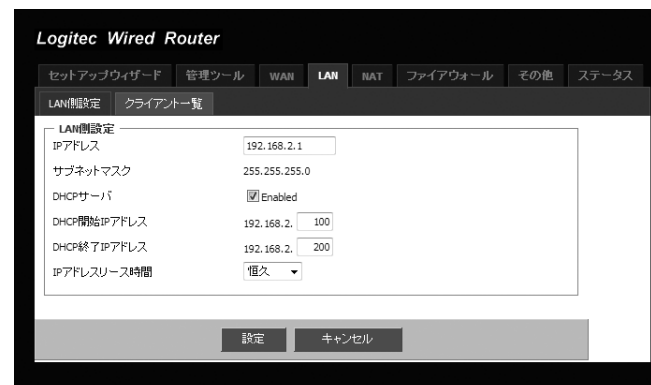 Logitec Wired Router
セットアップウィザード 管理ツール WAN LAN NAT ファイアウォール その他 ステータス
LAN側設定 クライアント一覧
LAN側設定
IPアドレス 192.168.2.1
サブネットマスク 255.255.255.0
DHCPサーバ Enabled
DHCP開始IPアドレス 192.168.2. 100
DHCP終了IPアドレス 192.168.2. 200
IPアドレスリース時間 恒久
設定 キャンセル